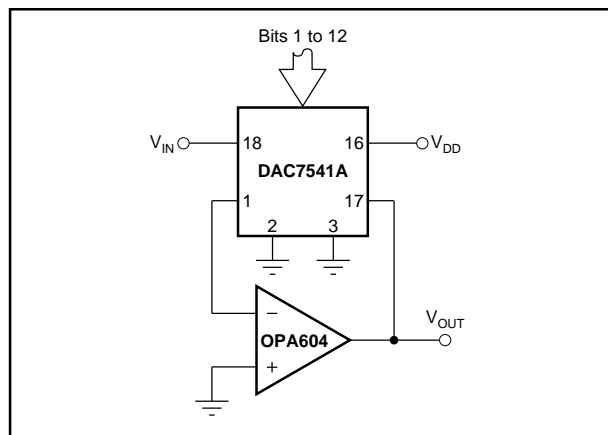 Bits 1 to 12
V_IN 18 16 V_DD
DAC7541A
1 17
2 3
− V_OUT
OPA604
+